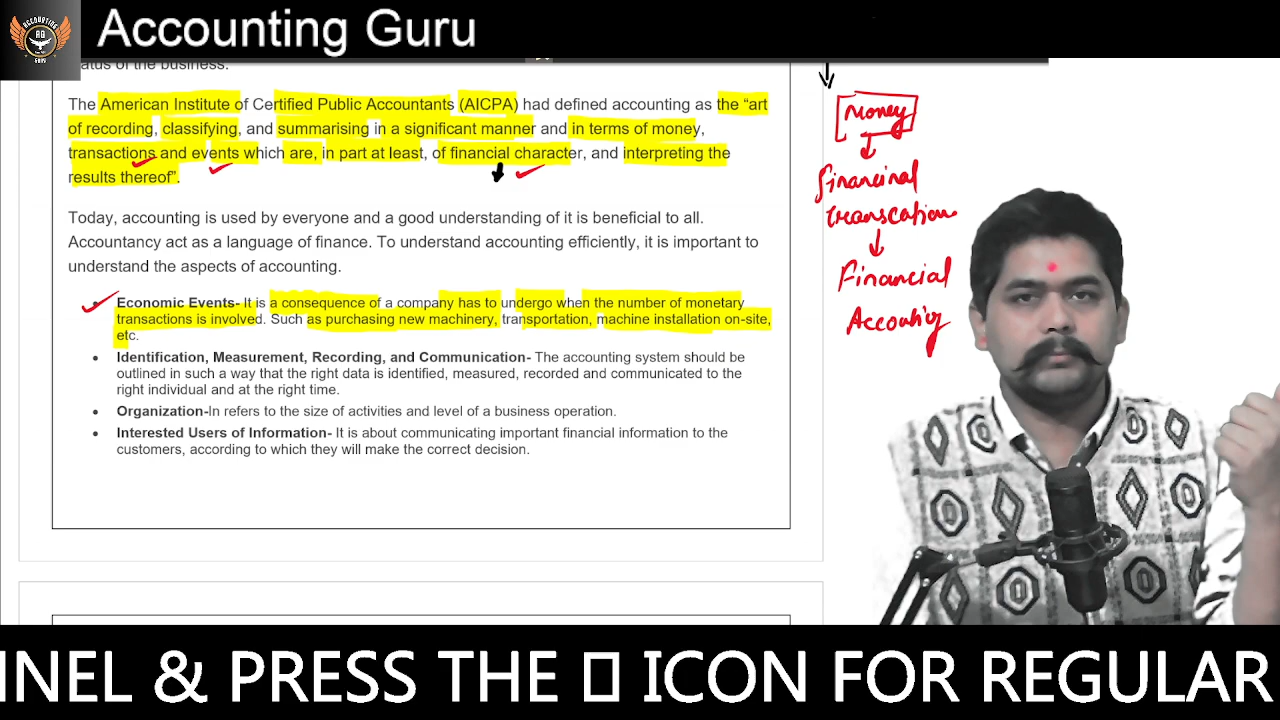 Accounting Guru
status of the business.
The American Institute of Certified Public Accountants (AICPA) had defined accounting as the “art
of recording, classifying, and summarising in a significant manner and in terms of money,
transactions and events which are, in part at least, of financial character, and interpreting the
results thereof”.
Today, accounting is used by everyone and a good understanding of it is beneficial to all.
Accountancy act as a language of finance. To understand accounting efficiently, it is important to
understand the aspects of accounting.
Economic Events- It is a consequence of a company has to undergo when the number of monetary
transactions is involved. Such as purchasing new machinery, transportation, machine installation on-site,
etc.
Identification, Measurement, Recording, and Communication- The accounting system should be
outlined in such a way that the right data is identified, measured, recorded and communicated to the
right individual and at the right time.
Organization-In refers to the size of activities and level of a business operation.
Interested Users of Information- It is about communicating important financial information to the
customers, according to which they will make the correct decision.
Money
Financial
transcation
Financial
Accouting
NNEL & PRESS THE ICON FOR REGULAR